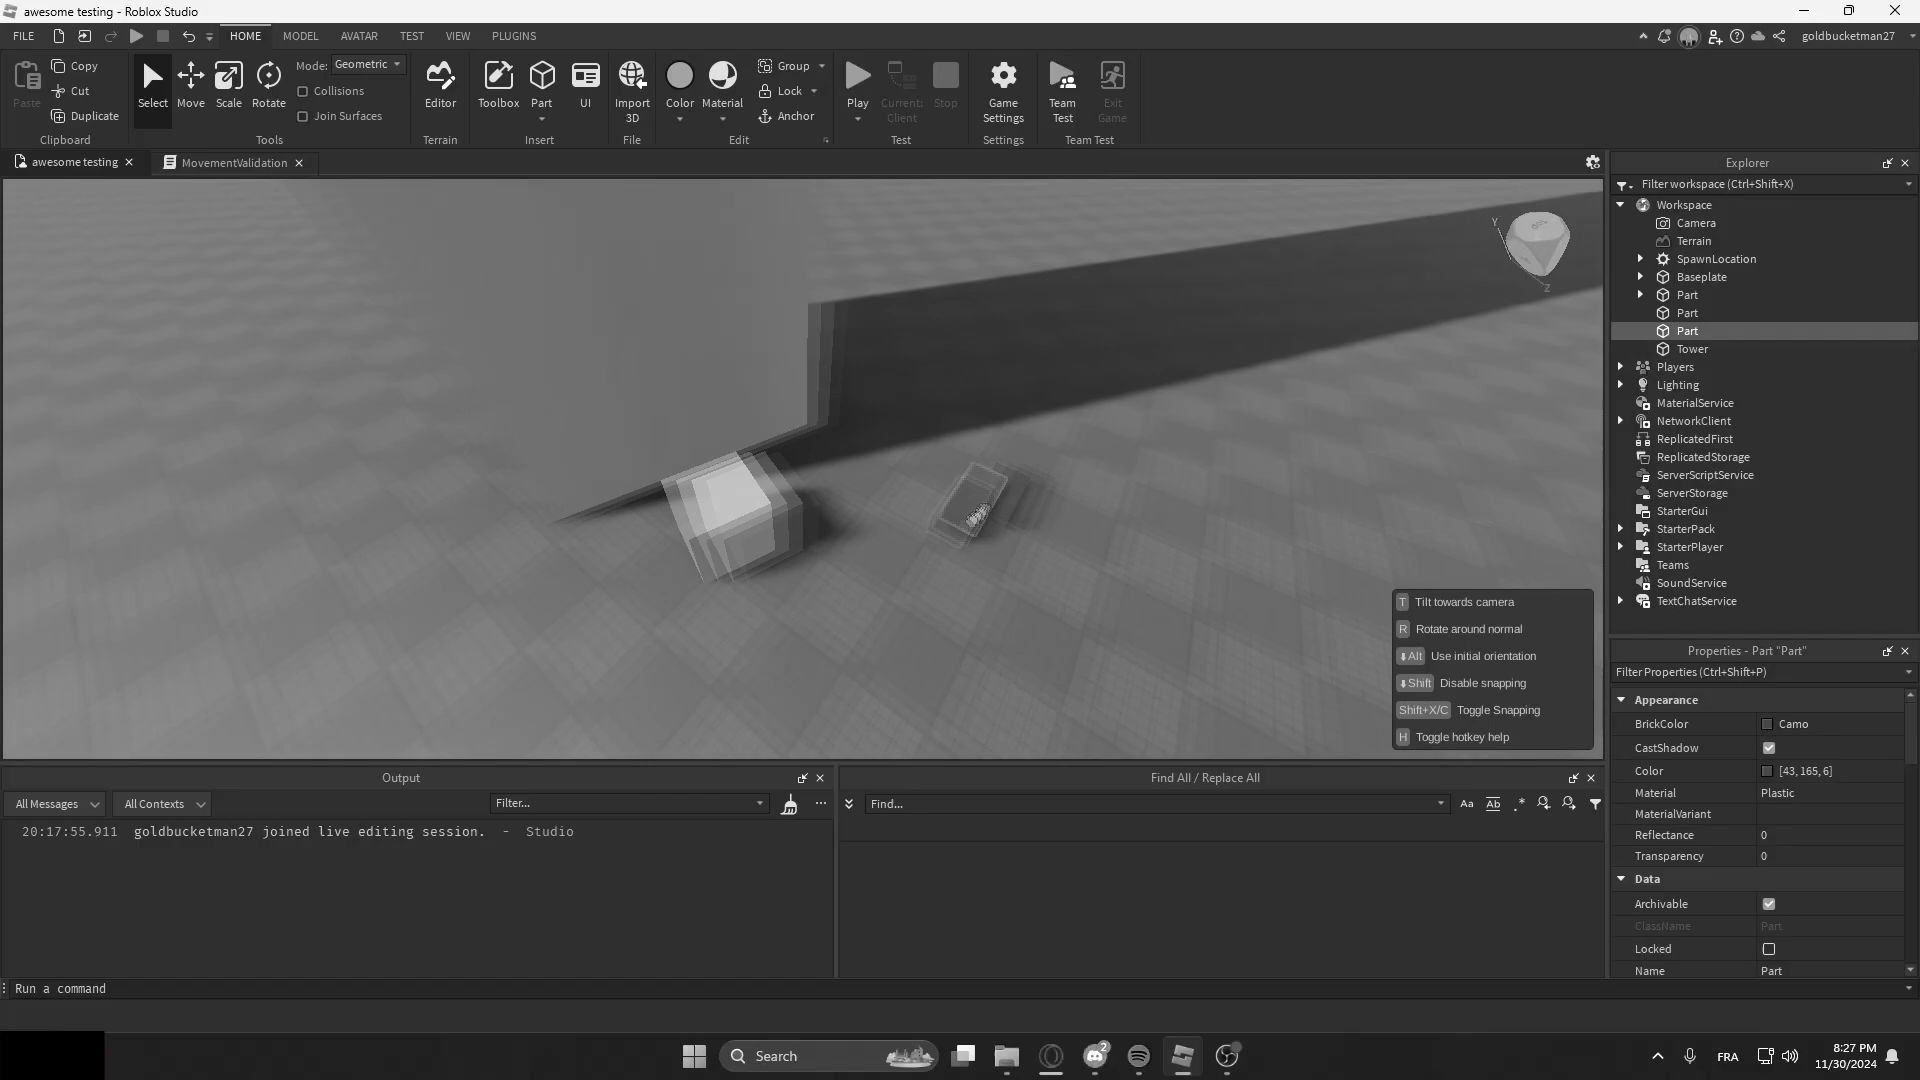 awesome testing - Roblox Studio
FILE HOME MODEL AVATAR TEST VIEW PLUGINS goldbucketman27
Paste Copy Cut Duplicate Clipboard
Select Move Scale Rotate Mode: Geometric Collisions Join Surfaces Tools
Editor Terrain
Toolbox Part UI Insert
Import 3D File
Color Material Group Lock Anchor Edit
Play Current: Client Stop Test
Game Settings Settings
Team Test Exit Game Team Test
awesome testing MovementValidation
Y
Z
T Tilt towards camera
R Rotate around normal
Alt Use initial orientation
Shift Disable snapping
Shift+X/C Toggle Snapping
H Toggle hotkey help
Explorer
Filter workspace (Ctrl+Shift+X)
Workspace
Camera
Terrain
SpawnLocation
Baseplate
Part
Part
Part
Tower
Players
Lighting
MaterialService
NetworkClient
ReplicatedFirst
ReplicatedStorage
ServerScriptService
ServerStorage
StarterGui
StarterPack
StarterPlayer
Teams
SoundService
TextChatService
Properties - Part "Part"
Filter Properties (Ctrl+Shift+P)
Appearance
BrickColor Camo
CastShadow
Color [43, 165, 6]
Material Plastic
MaterialVariant
Reflectance 0
Transparency 0
Data
Archivable
ClassName Part
Locked
Name Part
Output
All Messages All Contexts Filter...
20:17:55.911 goldbucketman27 joined live editing session. - Studio
Find All / Replace All
Find... Aa Ab .*
Run a command
Search 2 FRA 8:27 PM
11/30/2024